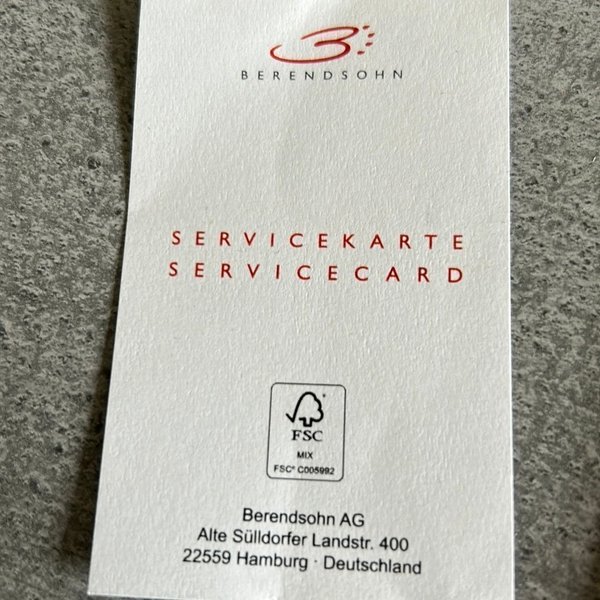 BERENDSOHN
SERVICEKARTE
SERVICECARD
FSC
MIX
FSC® C005992
Berendsohn AG
Alte Sülldorfer Landstr. 400
22559 Hamburg · Deutschland